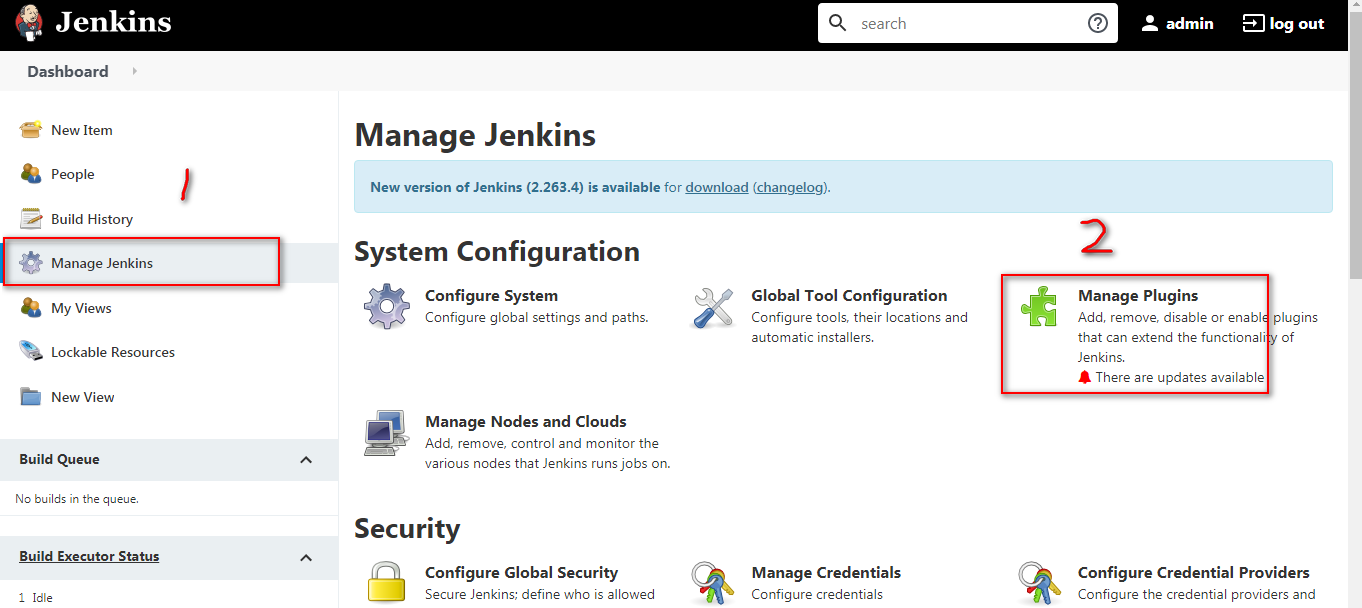 Jenkins
search
admin
log out
Dashboard
New Item
People
1
Build History
Manage Jenkins
My Views
Lockable Resources
New View
Build Queue
No builds in the queue.
Build Executor Status
1 Idle
Manage Jenkins
New version of Jenkins (2.263.4) is available for download (changelog).
2
System Configuration
Configure System
Configure global settings and paths.
Global Tool Configuration
Configure tools, their locations and
automatic installers.
Manage Plugins
Add, remove, disable or enable plugins
that can extend the functionality of
Jenkins.
There are updates available
Manage Nodes and Clouds
Add, remove, control and monitor the
various nodes that Jenkins runs jobs on.
Security
Configure Global Security
Secure Jenkins; define who is allowed
Manage Credentials
Configure credentials
Configure Credential Providers
Configure the credential providers and